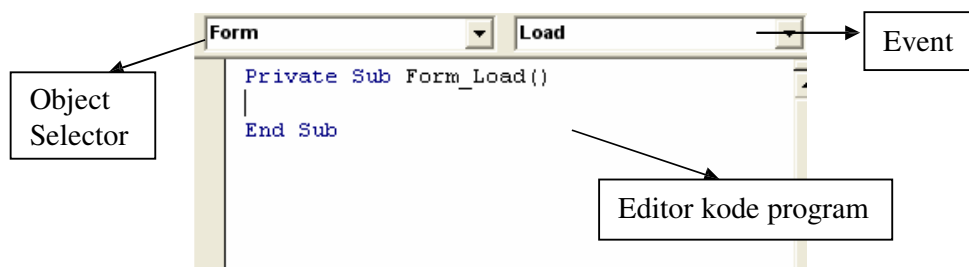 Form
Load
Event
Private Sub Form_Load()
End Sub
Object
Selector
Editor kode program